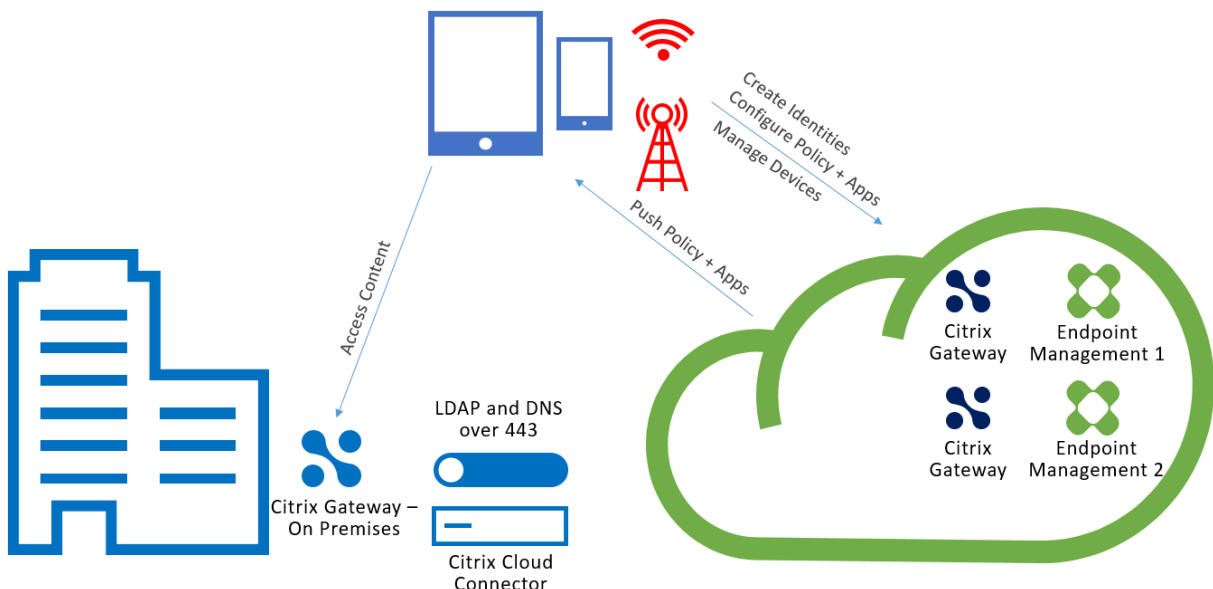 Create Identities
Configure Policy + Apps
Manage Devices
Push Policy + Apps
Access Content
Citrix
Gateway
Endpoint
Management 1
Citrix
Gateway
Endpoint
Management 2
LDAP and DNS
over 443
Citrix Gateway –
On Premises
Citrix Cloud
Connector